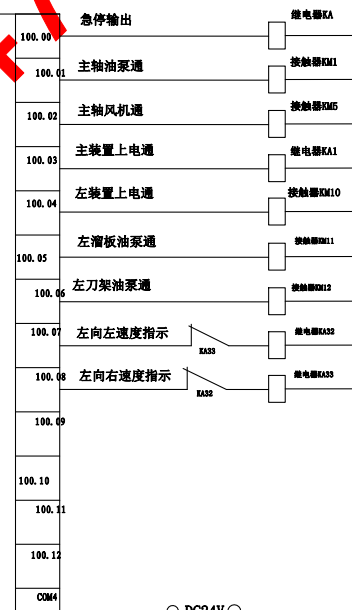 急停输出 继电器KA
100.00
主轴油泵通 接触器KM1
100.01
主轴风机通 接触器KM5
100.02
主装置上电通 继电器KA1
100.03
左装置上电通 接触器KM10
100.04
左溜板油泵通 接触器KM11
100.05
左刀架油泵通 接触器KM12
100.06
左向左速度指示 继电器KA32
100.07
KA33
左向右速度指示 继电器KA33
100.08
KA32
100.09
100.10
100.11
100.12
COM4
DC24V